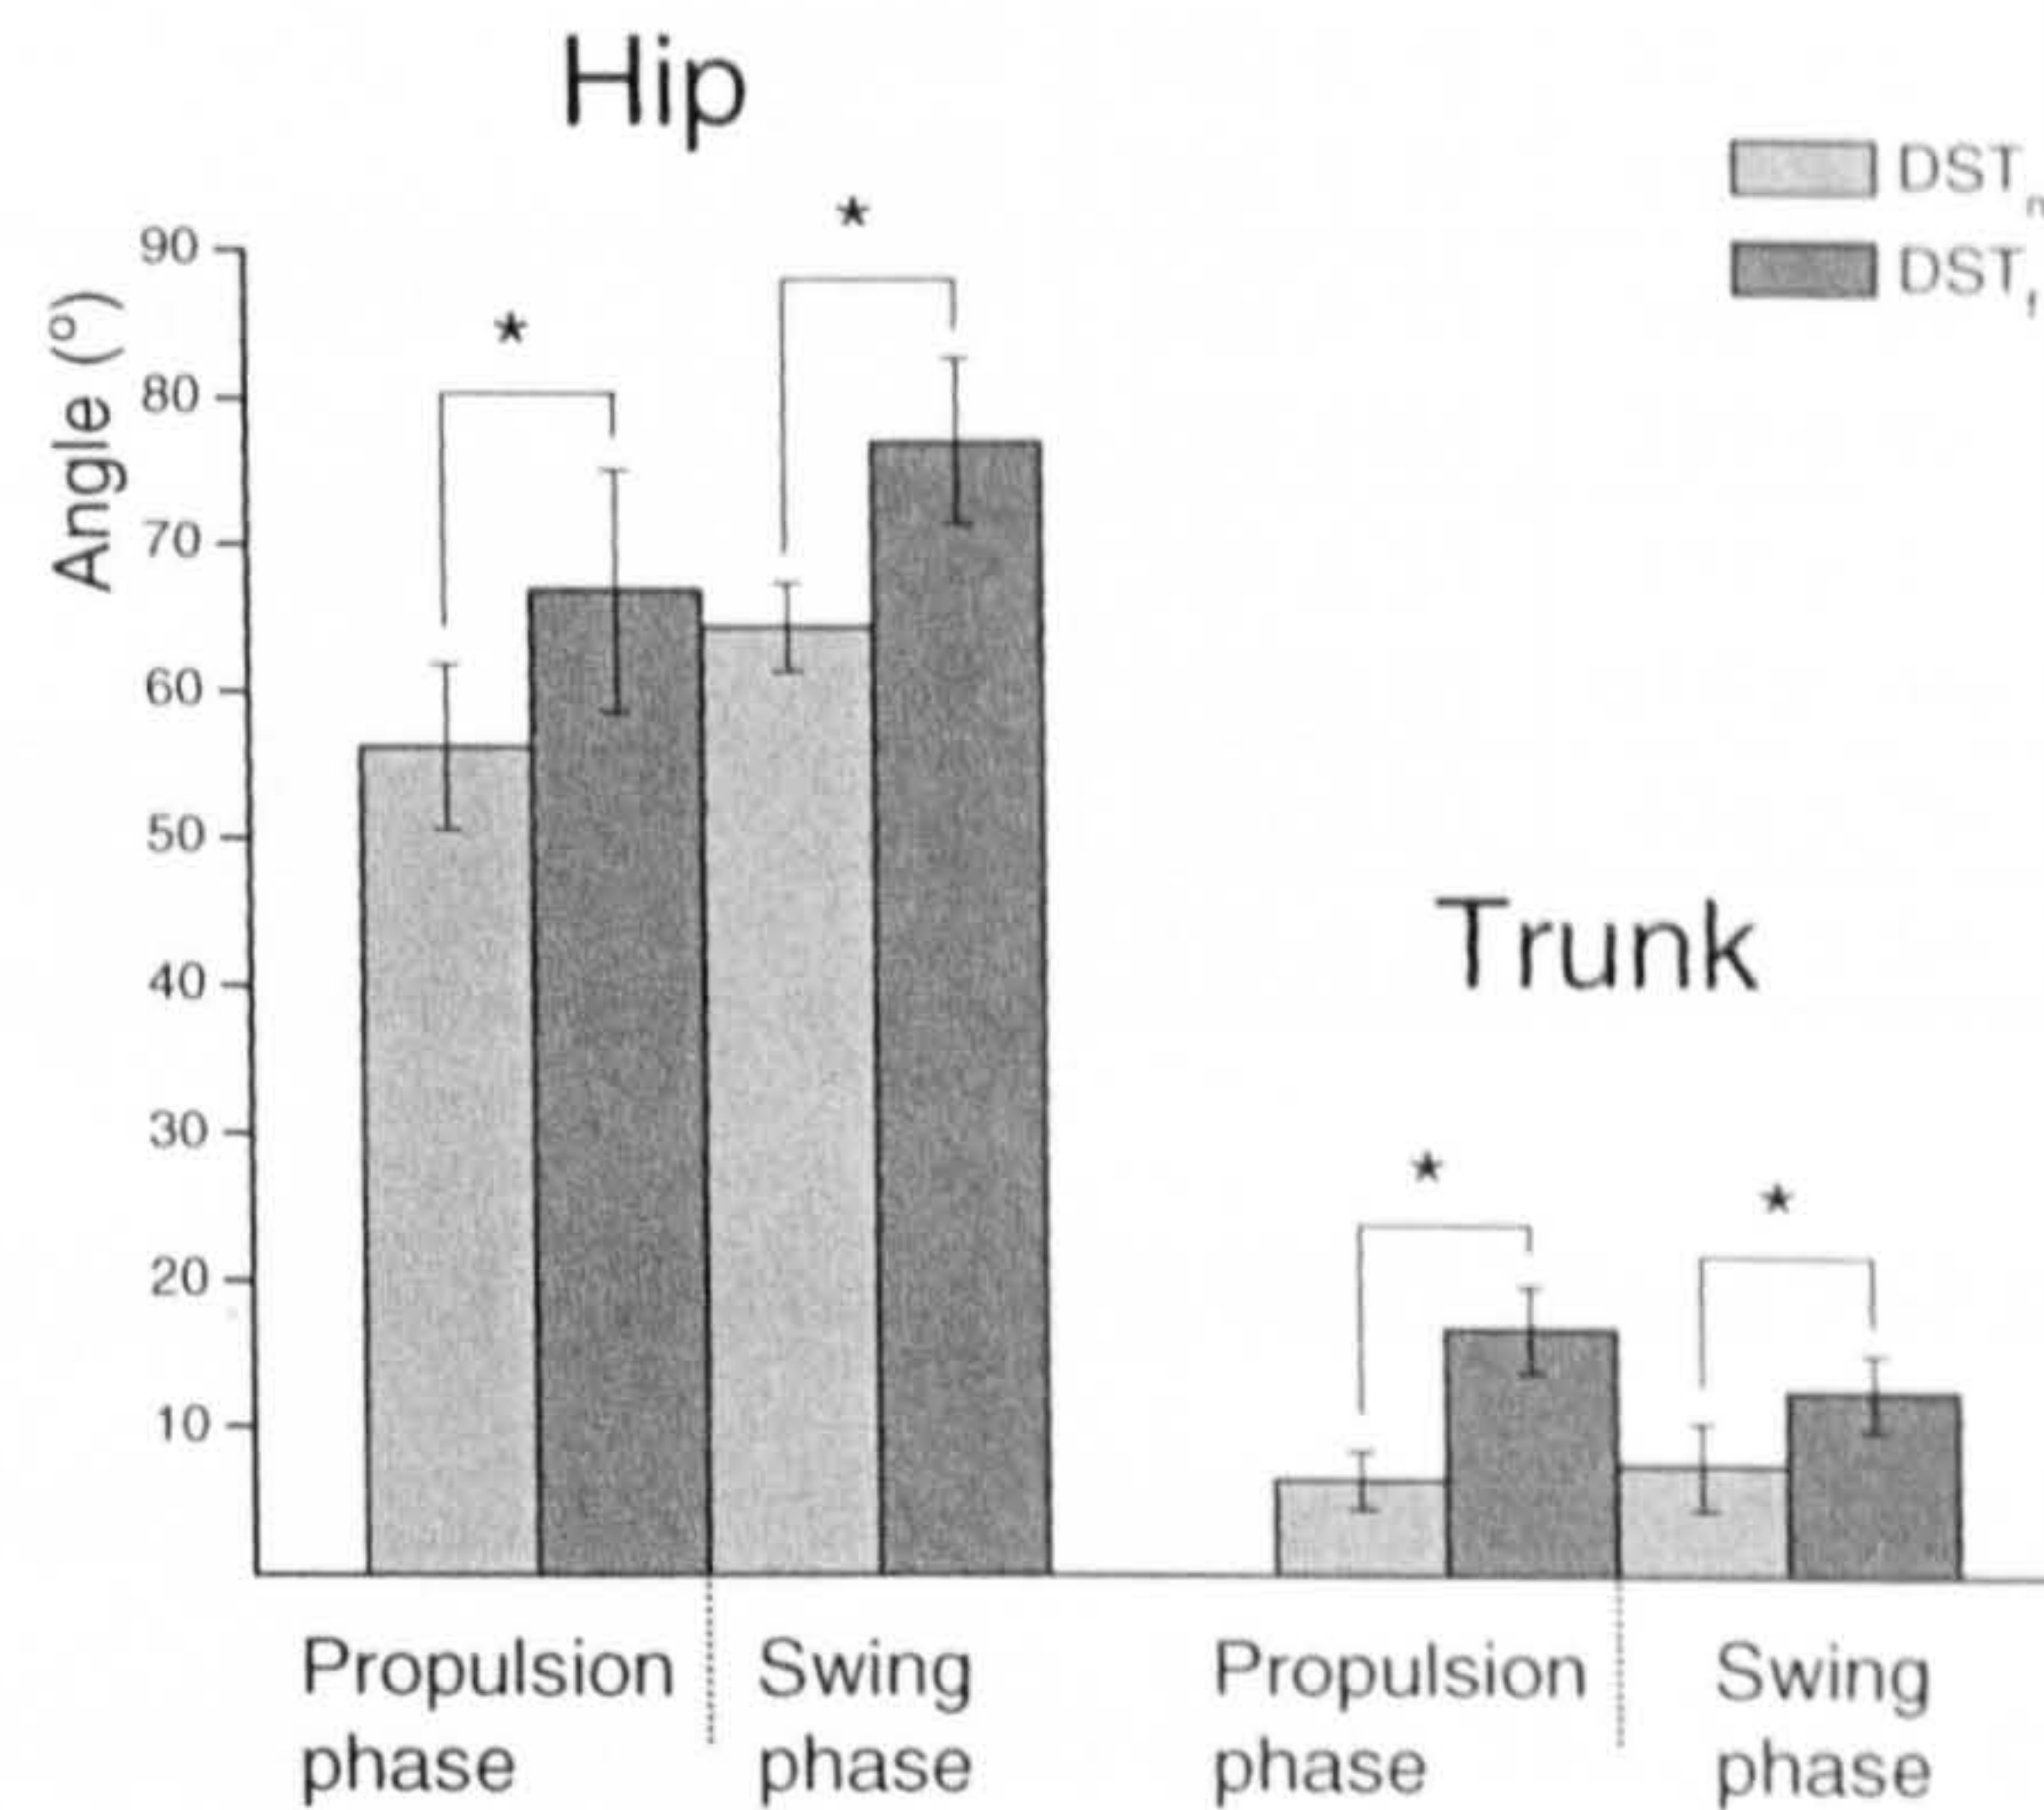 Hip
DST
DST f
Angle (°)
90
80
70
60
50
40
30
20
10
*
*
Trunk
*
*
Propulsion phase
Swing phase
Propulsion phase
Swing phase